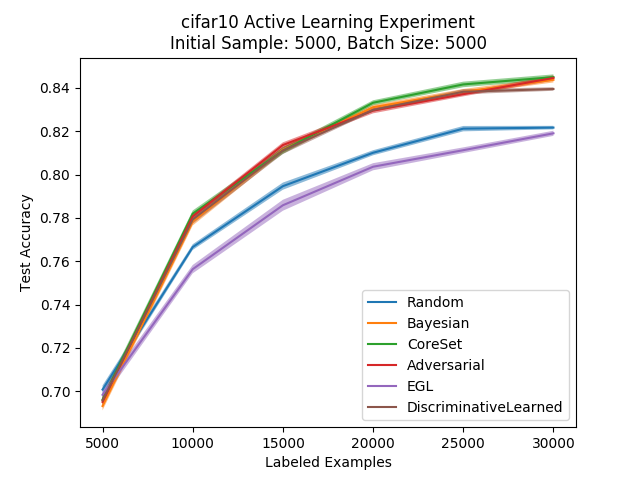 cifar10 Active Learning Experiment
Initial Sample: 5000, Batch Size: 5000
Test Accuracy
0.84
0.82
0.80
0.78
0.76
0.74
0.72
0.70
Random
Bayesian
CoreSet
Adversarial
EGL
DiscriminativeLearned
5000 10000 15000 20000 25000 30000
Labeled Examples